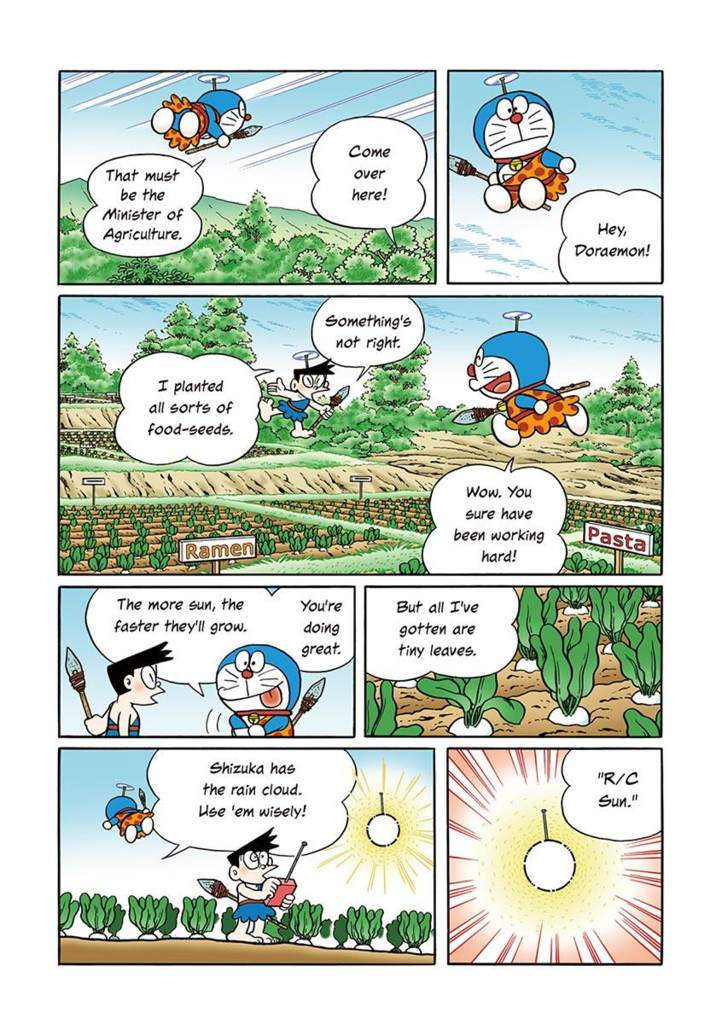 That must
be the
Minister of
Agriculture.
Come
over
here!
Hey,
Doraemon!
Something's
not right.
I planted
all sorts of
food-seeds.
Wow. You
sure have
been working
hard!
Ramen
Pasta
The more sun, the
faster they'll grow.
You're
doing
great.
But all I've
gotten are
tiny leaves.
Shizuka has
the rain cloud.
Use 'em wisely!
"R/C
Sun."